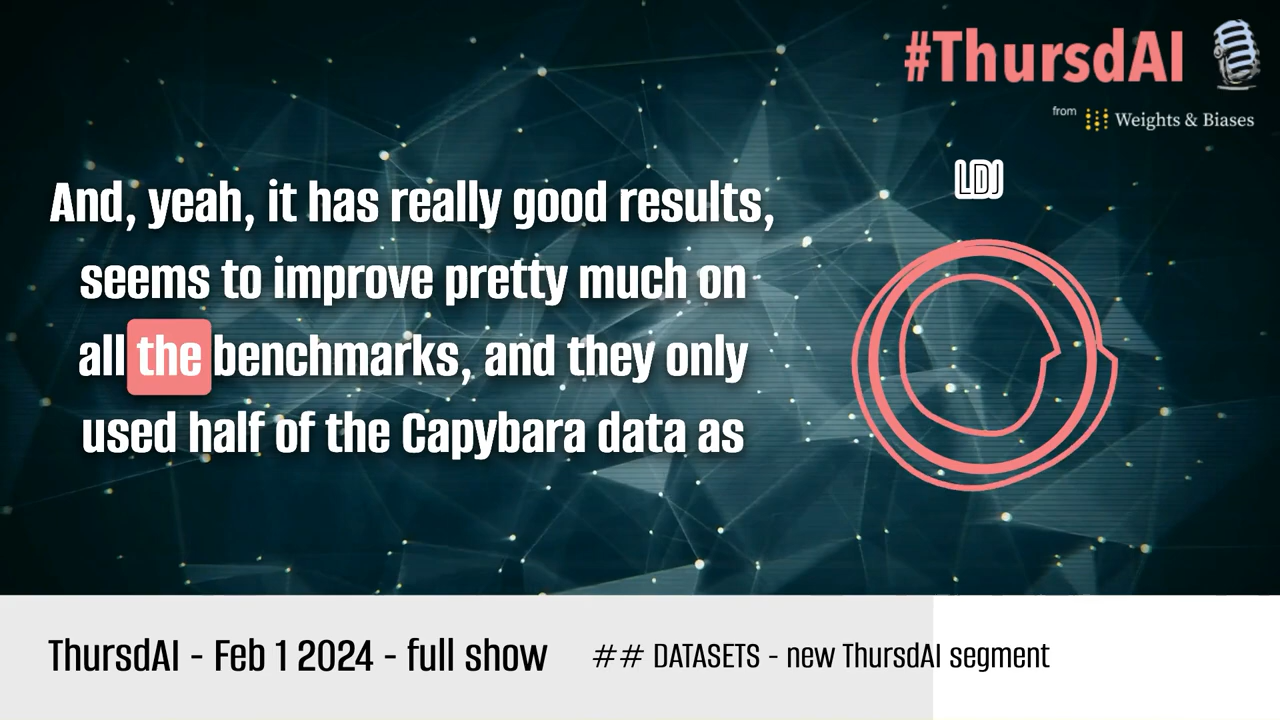 #ThursdAI
from Weights & Biases
LDJ
And, yeah, it has really good results,
seems to improve pretty much on
all the benchmarks, and they only
used half of the Capybara data as
ThursdAI - Feb 1 2024 - full show
## DATASETS - new ThursdAI segment